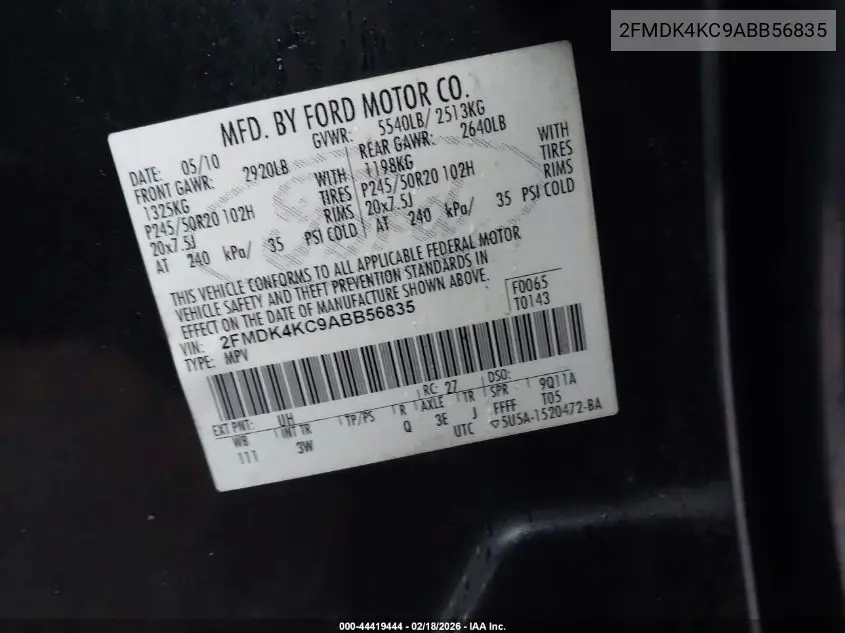 2FMDK4KC9ABB56835
MFD. BY FORD MOTOR CO.
DATE: 05/10 GVWR: 5540LB/ 2513KG
FRONT GAWR: 2920LB REAR GAWR: 2640LB
1325KG WITH 1198KG WITH
P245/50R20 102H TIRES P245/50R20 102H TIRES
20x7.5J RIMS 20x7.5J RIMS
AT 240 kPa/ 35 PSI COLD AT 240 kPa/ 35 PSI COLD
THIS VEHICLE CONFORMS TO ALL APPLICABLE FEDERAL MOTOR
VEHICLE SAFETY AND THEFT PREVENTION STANDARDS IN
EFFECT ON THE DATE OF MANUFACTURE SHOWN ABOVE.
VIN: 2FMDK4KC9ABB56835 F0065
TYPE: MPV T0143
EXT PNT: UH RC: 27 DSO:
WB INT TR TP/PS R AXLE TR SPR 9Q11A
111 3W Q 3E J FFFF T05
UTC 5U5A-1520472-BA
000-44419444 - 02/18/2026 - IAA Inc.